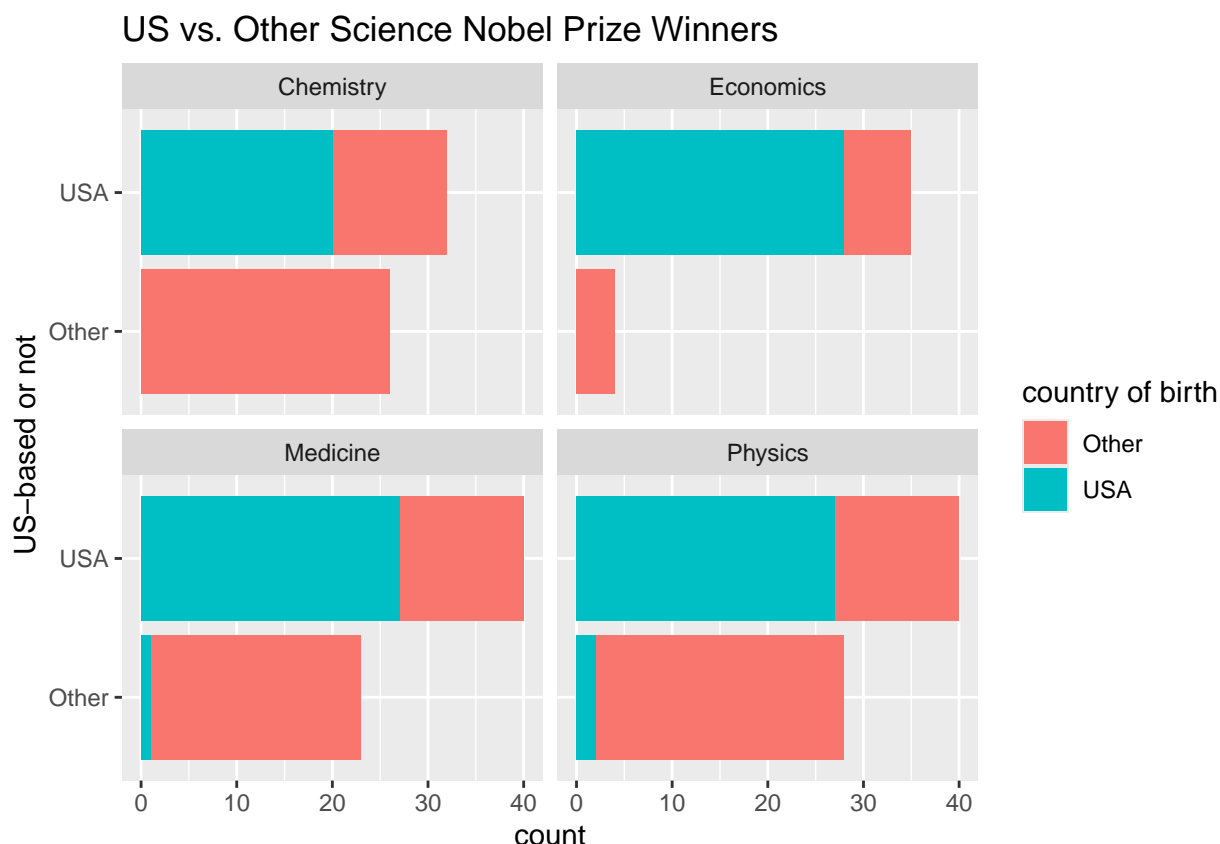 US vs. Other Science Nobel Prize Winners
Chemistry
Economics
USA
Other
Medicine
Physics
USA
Other
US−based or not
0 10 20 30 40 0 10 20 30 40
count
country of birth
Other
USA